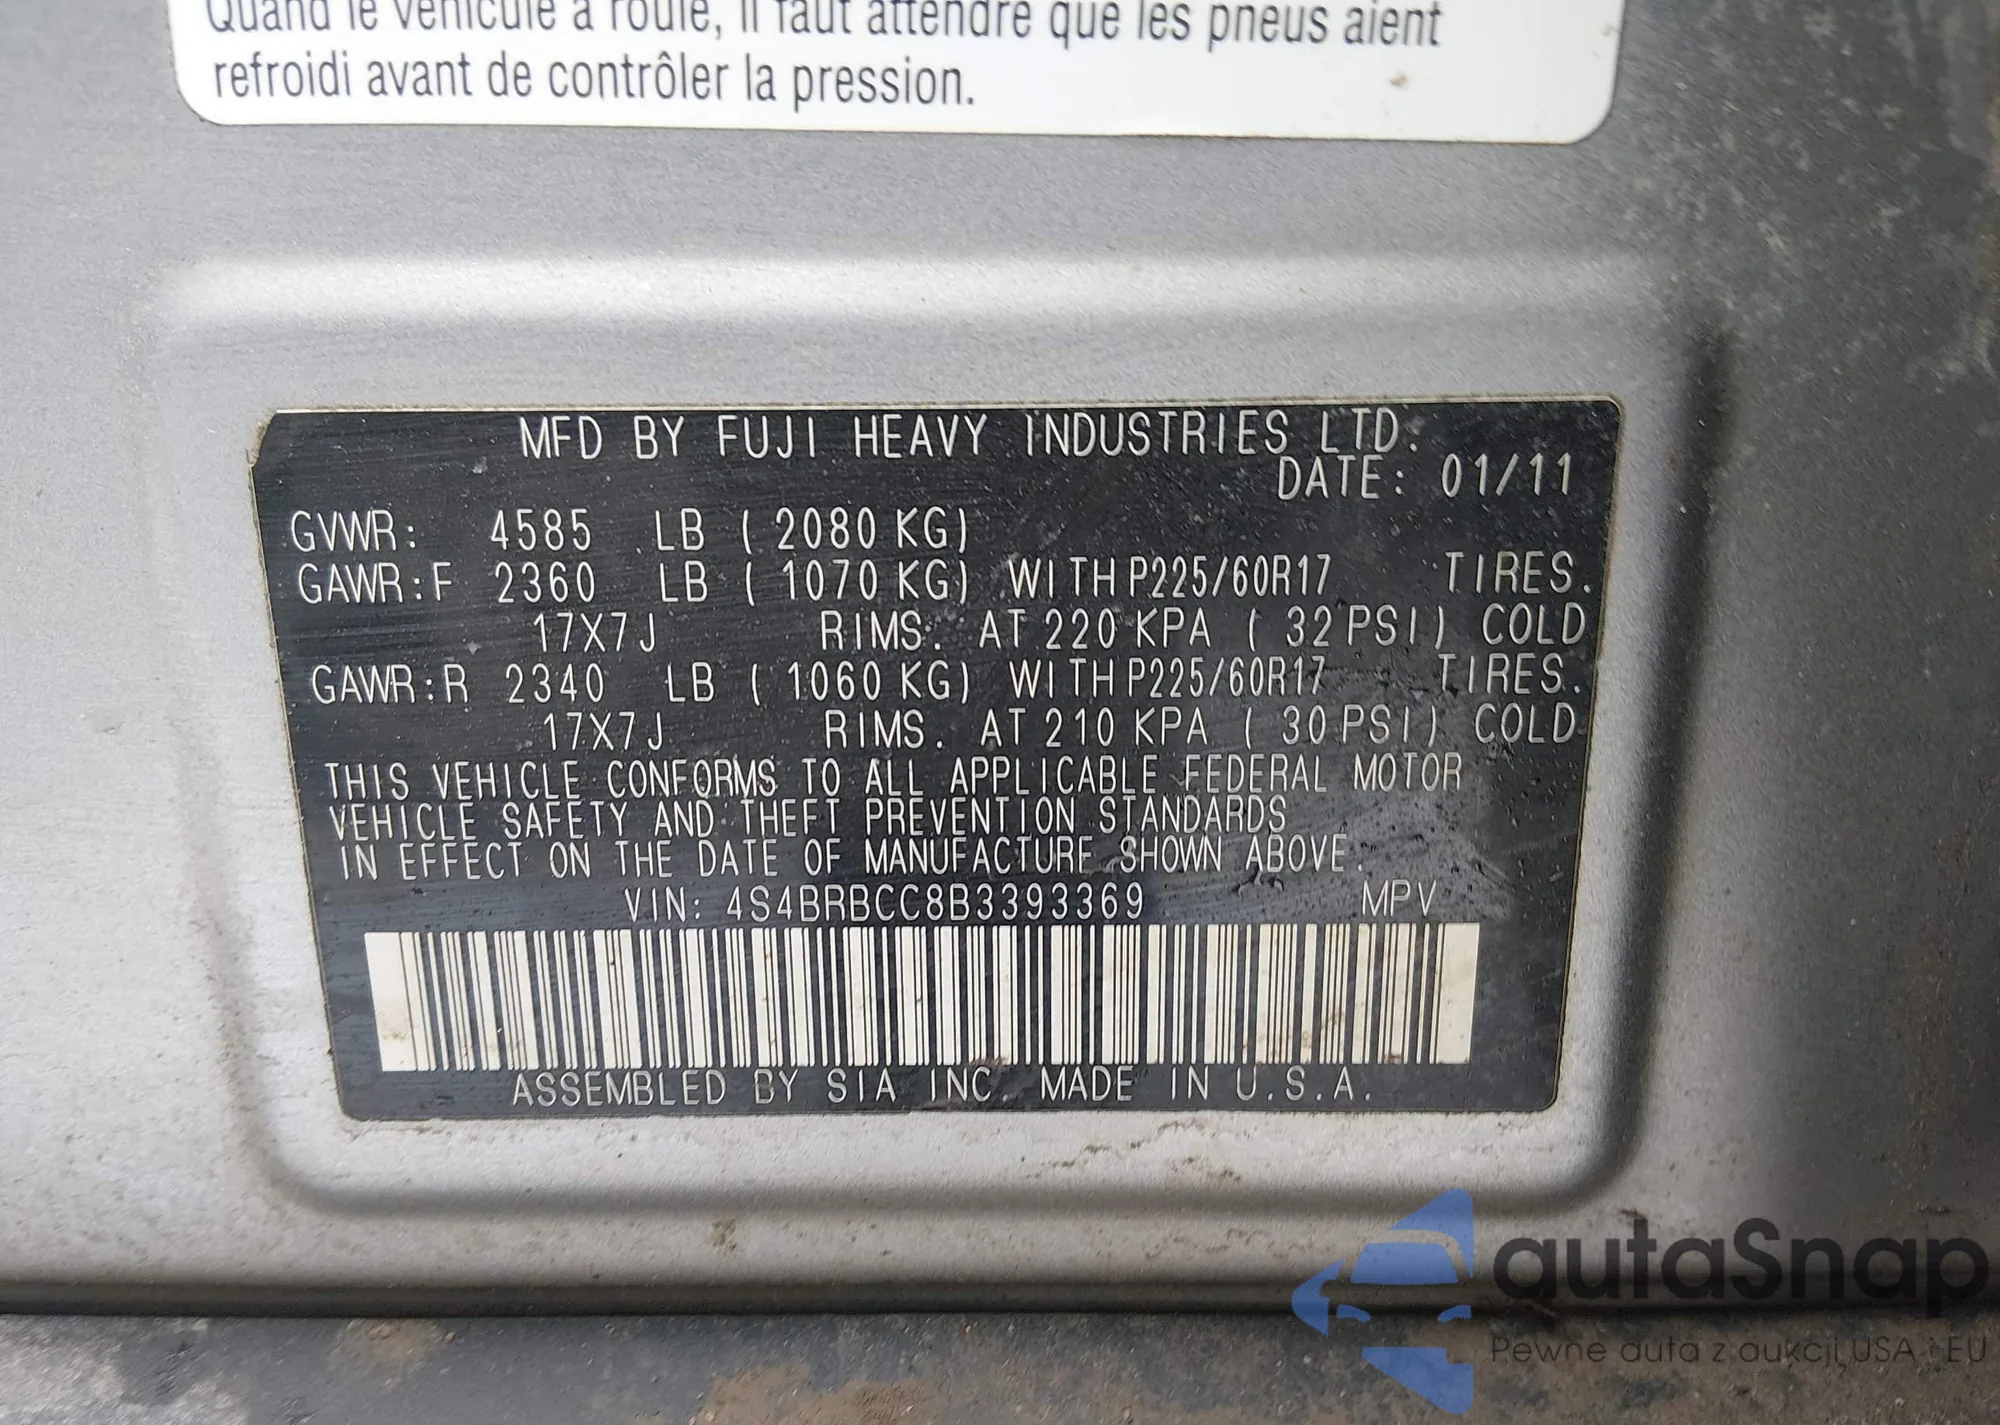 Quand le véhicule a roulé, il faut attendre que les pneus aient
refroidi avant de contrôler la pression.
MFD BY FUJI HEAVY INDUSTRIES LTD.
DATE: 01/11
GVWR: 4585 LB ( 2080 KG)
GAWR:F 2360 LB ( 1070 KG) WITH P225/60R17 TIRES.
17X7J RIMS. AT 220 KPA ( 32 PSI) COLD
GAWR:R 2340 LB ( 1060 KG) WITH P225/60R17 TIRES.
17X7J RIMS. AT 210 KPA ( 30 PSI) COLD
THIS VEHICLE CONFORMS TO ALL APPLICABLE FEDERAL MOTOR
VEHICLE SAFETY AND THEFT PREVENTION STANDARDS
IN EFFECT ON THE DATE OF MANUFACTURE SHOWN ABOVE.
VIN: 4S4BRBCC8B3393369 MPV
ASSEMBLED BY SIA INC. MADE IN U.S.A.
autaSnap
Pewne auta z aukcji USA i EU